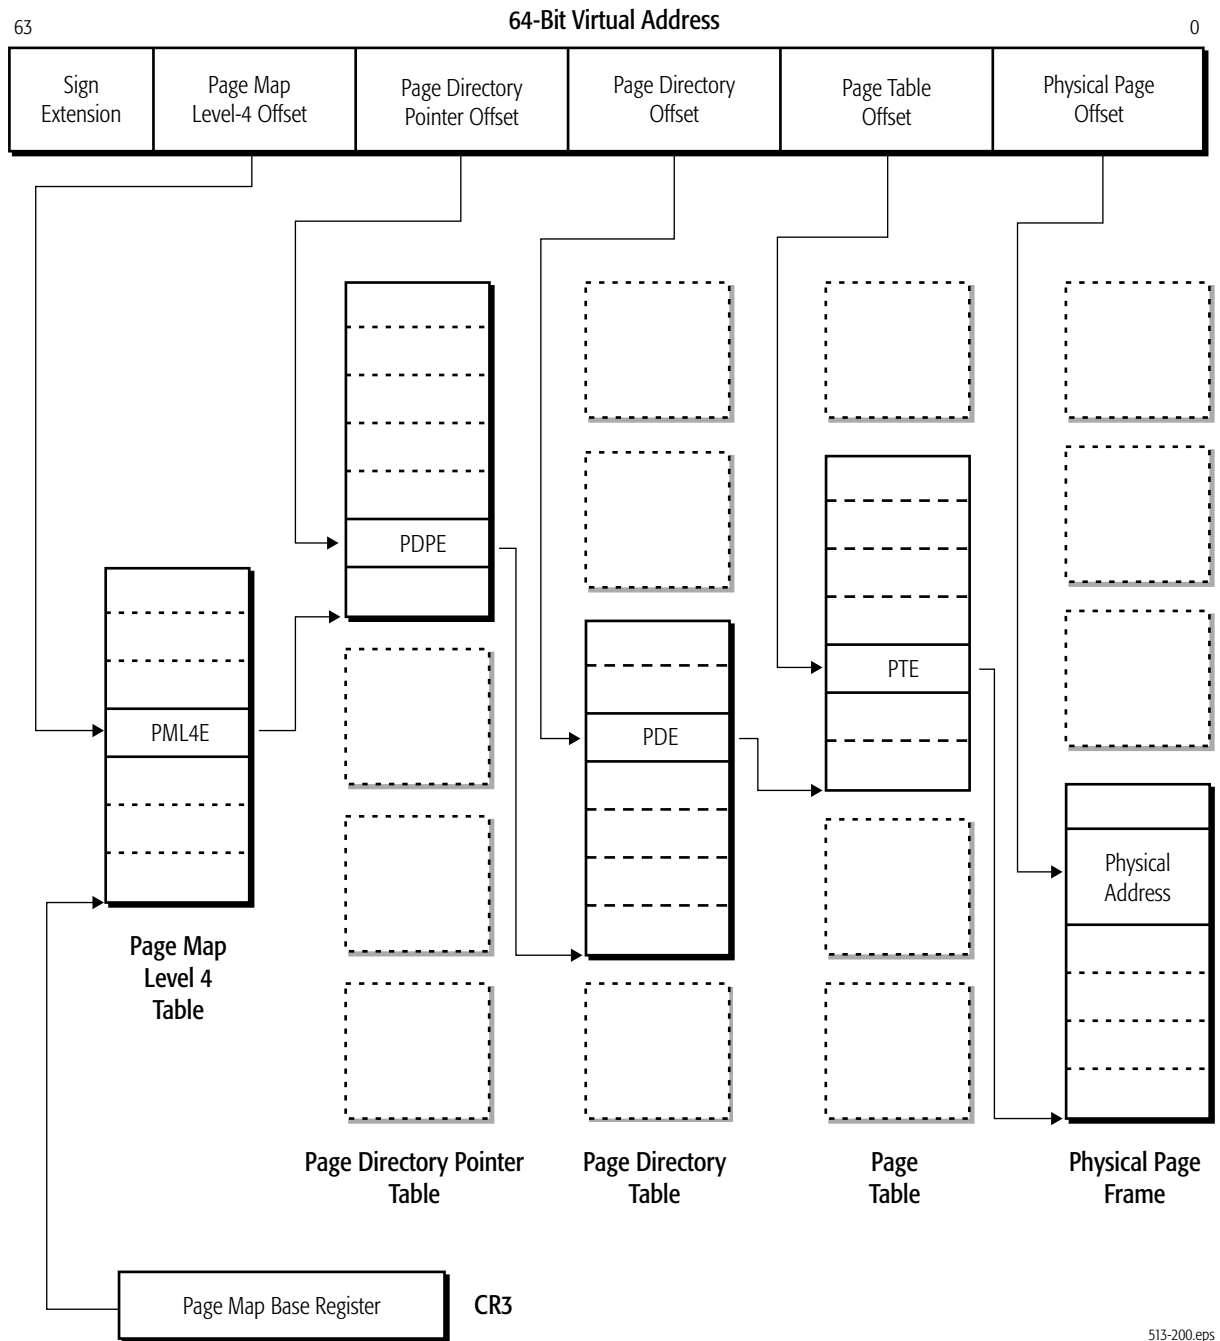 64-Bit Virtual Address
63
0
Sign
Extension
Page Map
Level-4 Offset
Page Directory
Pointer Offset
Page Directory
Offset
Page Table
Offset
Physical Page
Offset
PDPE
PTE
PML4E
PDE
Physical
Address
Page Map
Level 4
Table
Page Directory Pointer
Table
Page Directory
Table
Page
Table
Physical Page
Frame
Page Map Base Register
CR3
513-200.eps